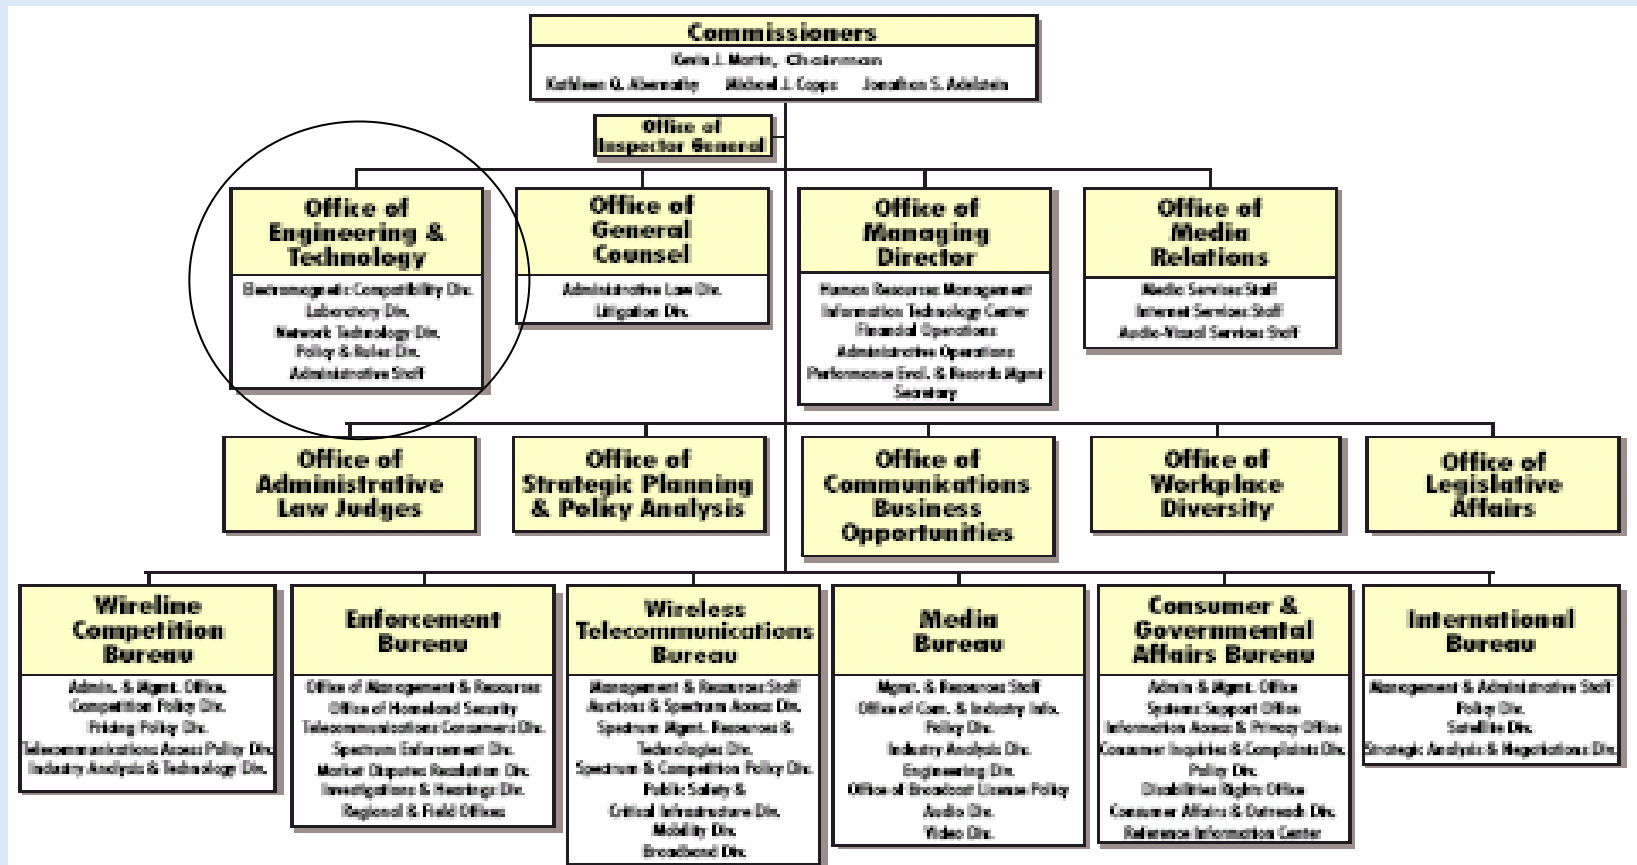 Commissioners
Kevin J. Martin, Chairman
Kathleen Q. Abernathy Michael J. Copps Jonathan S. Adelstein
Office of
Inspector General
Office of
Engineering &
Technology
Electromagnetic Compatibility Div.
Laboratory Div.
Network Technology Div.
Policy & Rules Div.
Administrative Staff
Office of
General
Counsel
Administrative Law Div.
Litigation Div.
Office of
Managing
Director
Human Resources Management
Information Technology Center
Financial Operations
Administrative Operations
Performance Eval. & Records Mgmt
Secretary
Office of
Media
Relations
Media Services Staff
Internet Services Staff
Audio-Visual Services Staff
Office of
Administrative
Law Judges
Office of
Strategic Planning
& Policy Analysis
Office of
Communications
Business
Opportunities
Office of
Workplace
Diversity
Office of
Legislative
Affairs
Wireline
Competition
Bureau
Admin. & Mgmt. Office.
Competition Policy Div.
Pricing Policy Div.
Telecommunications Access Policy Div.
Industry Analysis & Technology Div.
Enforcement
Bureau
Office of Management & Resources
Office of Homeland Security
Telecommunications Consumers Div.
Spectrum Enforcement Div.
Market Disputes Resolution Div.
Investigations & Hearings Div.
Regional & Field Offices
Wireless
Telecommunications
Bureau
Management & Resources Staff
Auctions & Spectrum Access Div.
Spectrum Mgmt. Resources &
Technologies Div.
Spectrum & Competition Policy Div.
Public Safety &
Critical Infrastructure Div.
Mobility Div.
Broadband Div.
Media
Bureau
Mgmt. & Resources Staff
Office of Com. & Industry Info.
Policy Div.
Industry Analysis Div.
Engineering Div.
Office of Broadcast License Policy
Audio Div.
Video Div.
Consumer &
Governmental
Affairs Bureau
Admin & Mgmt. Office
Systems Support Office
Information Access & Privacy Office
Consumer Inquiries & Complaints Div.
Policy Div.
Disabilities Rights Office
Consumer Affairs & Outreach Div.
Reference Information Center
International
Bureau
Management & Administrative Staff
Policy Div.
Satellite Div.
Strategic Analysis & Negotiations Div.